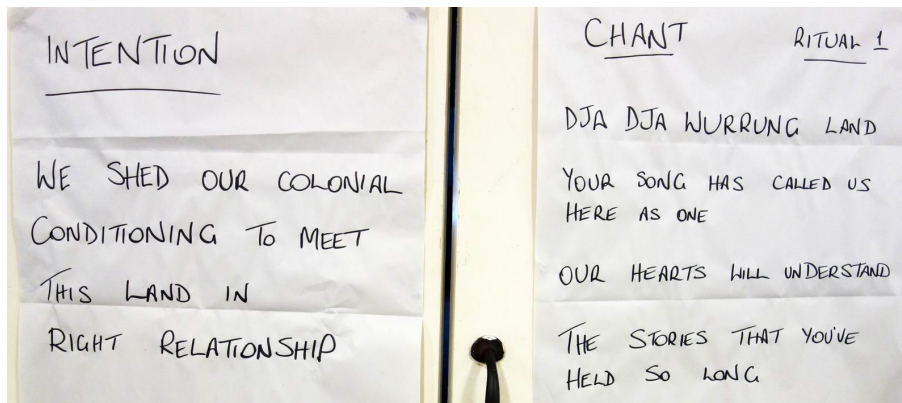 INTENTION
WE SHED OUR COLONIAL
CONDITIONING TO MEET
THIS LAND IN
RIGHT RELATIONSHIP
CHANT RITUAL 1
DJA DJA WURRUNG LAND
YOUR SONG HAS CALLED US
HERE AS ONE
OUR HEARTS WILL UNDERSTAND
THE STORIES THAT YOU'VE
HELD SO LONG